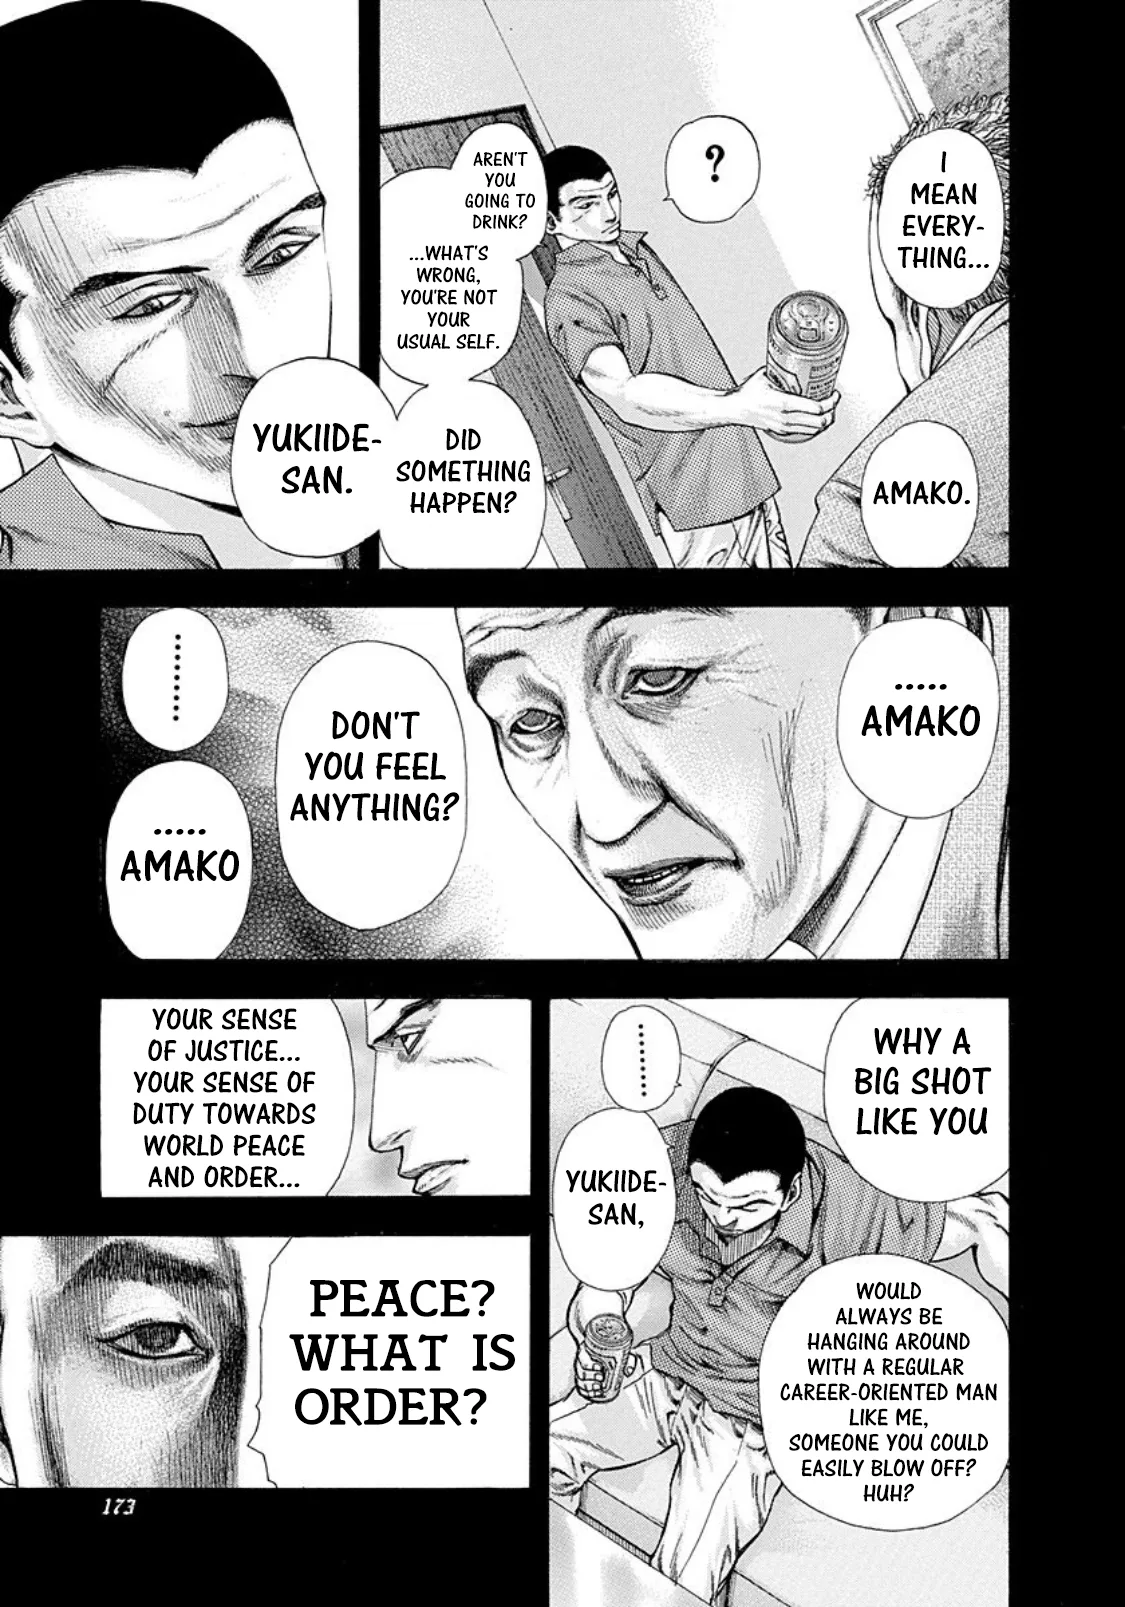 I
MEAN
EVERY-
THING...
AMAKO.
?
AREN'T
YOU
GOING TO
DRINK?
...WHAT'S
WRONG,
YOU'RE NOT
YOUR
USUAL SELF.
DID
SOMETHING
HAPPEN?
YUKIIDE-
SAN.
.....
AMAKO
DON'T
YOU FEEL
ANYTHING?
.........
.....
AMAKO
WHY A
BIG SHOT
LIKE YOU
........
YUKIIDE-
SAN,
WOULD
ALWAYS BE
HANGING AROUND
WITH A REGULAR
CAREER-ORIENTED MAN
LIKE ME,
SOMEONE YOU COULD
EASILY BLOW OFF?
HUH?
YOUR SENSE
OF JUSTICE...
YOUR SENSE OF
DUTY TOWARDS
WORLD PEACE
AND ORDER...
PEACE?
WHAT IS
ORDER?
173